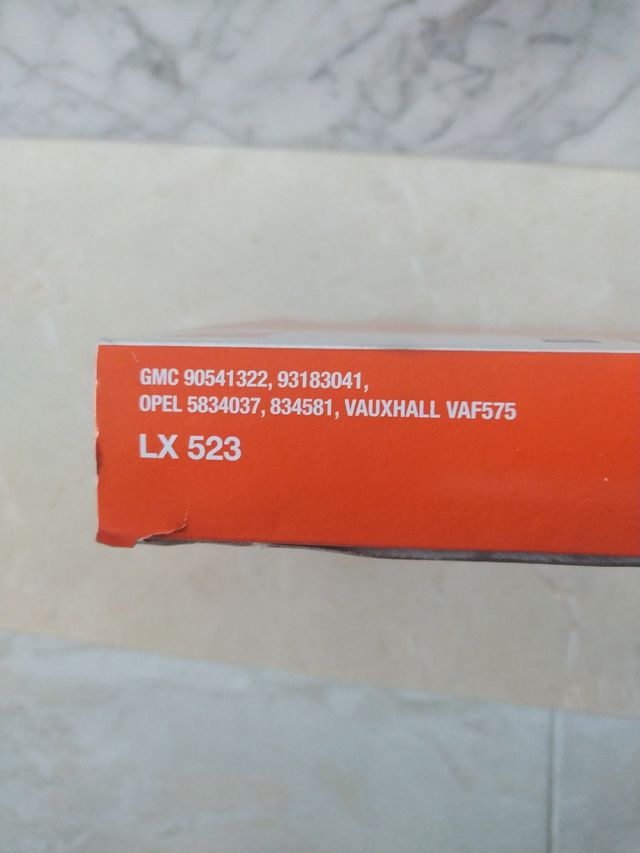 GMC 90541322, 93183041,
OPEL 5834037, 834581, VAUXHALL VAF575
LX 523